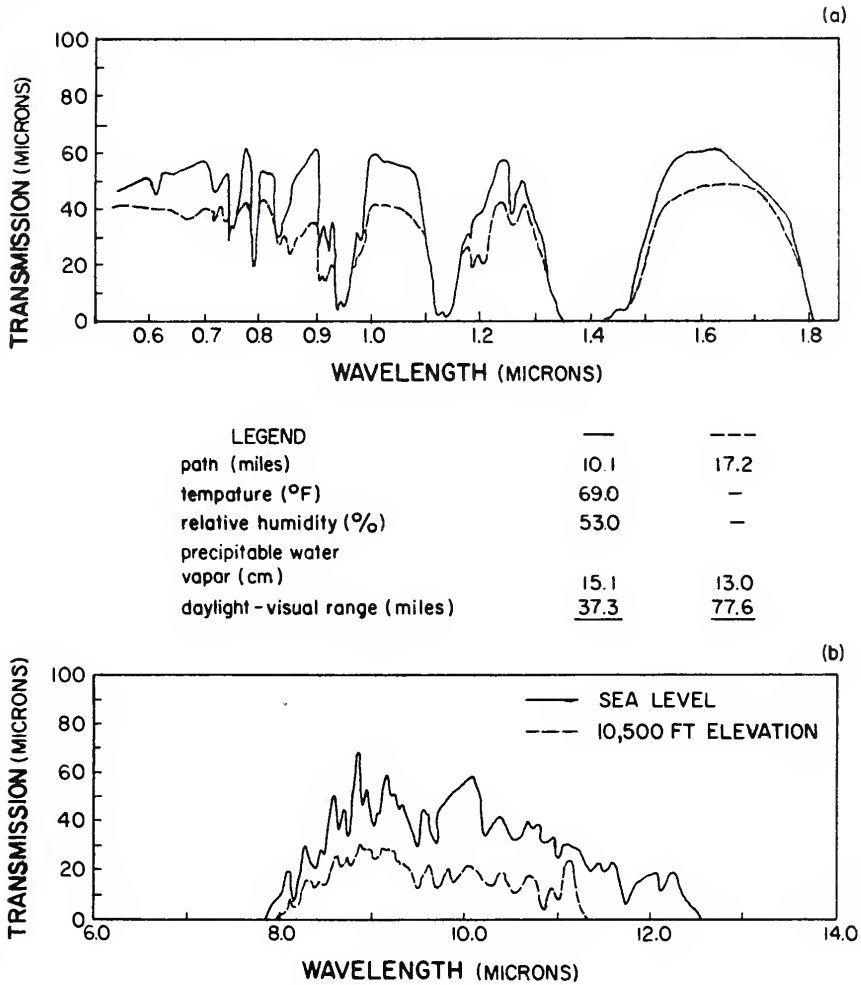 (a)
100
80
60
40
20
0
TRANSMISSION (MICRONS)
0.6 0.7 0.8 0.9 1.0 1.2 1.4 1.6 1.8
WAVELENGTH (MICRONS)
LEGEND — ---
path (miles) 10.1 17.2
tempature (°F) 69.0 –
relative humidity (%) 53.0 –
precipitable water
vapor (cm) 15.1 13.0
daylight-visual range (miles) 37.3 77.6
(b)
100
80
60
40
20
0
TRANSMISSION (MICRONS)
SEA LEVEL
10,500 FT ELEVATION
6.0 8.0 10.0 12.0 14.0
WAVELENGTH (MICRONS)